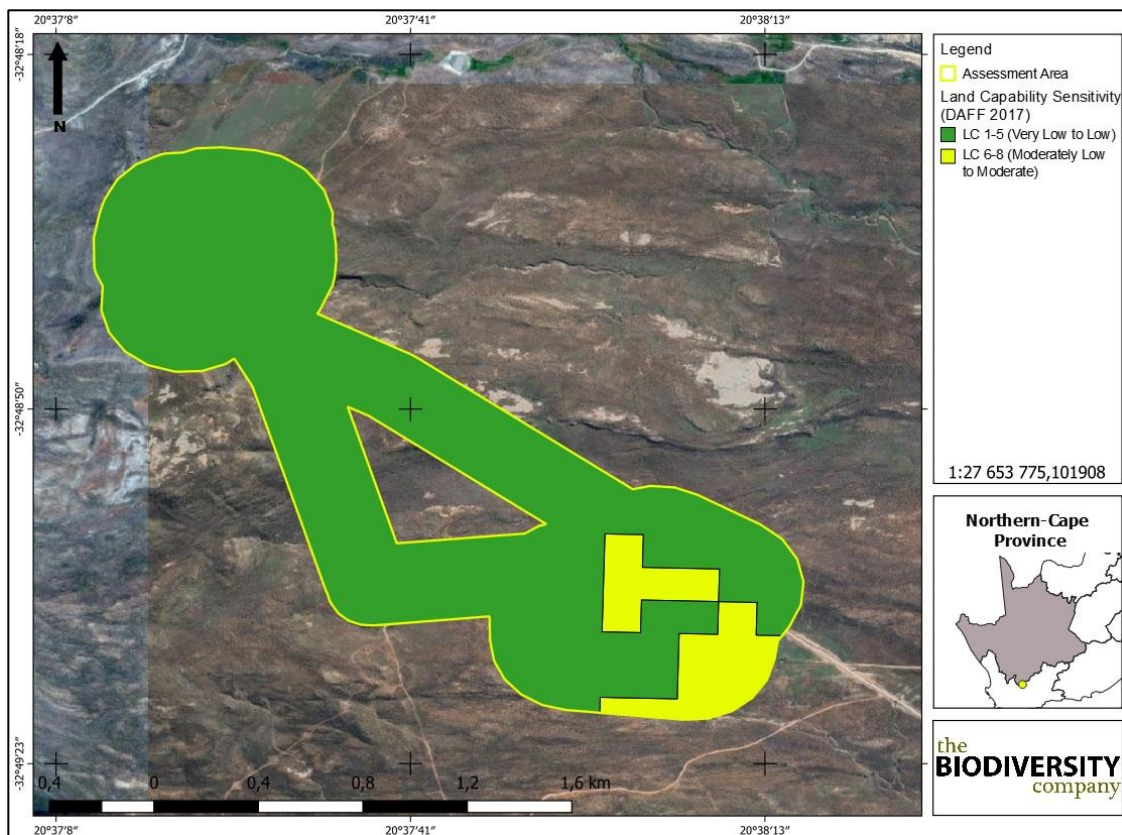 20°37'8"
20°37'41"
20°38'13"
-32°48'18"
-32°48'50"
-32°49'23"
N
0,4
0
0,4
0,8
1,2
1,6 km
20°37'8"
20°37'41"
20°38'13"
Legend
Assessment Area
Land Capability Sensitivity
(DAFF 2017)
LC 1-5 (Very Low to Low)
LC 6-8 (Moderately Low
to Moderate)
1:27 653 775,101908
Northern-Cape
Province
the
BIODIVERSITY
company